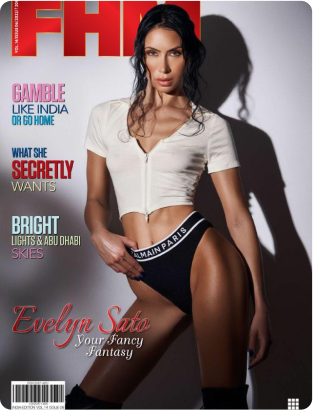 FHM
GAMBLE
LIKE INDIA
OR GO HOME
WHAT SHE
SECRETLY
WANTS
BRIGHT
LIGHTS & ABU DHABI
SKIES
BALMAIN PARIS
Evelyn Sato
Your Fancy
Fantasy